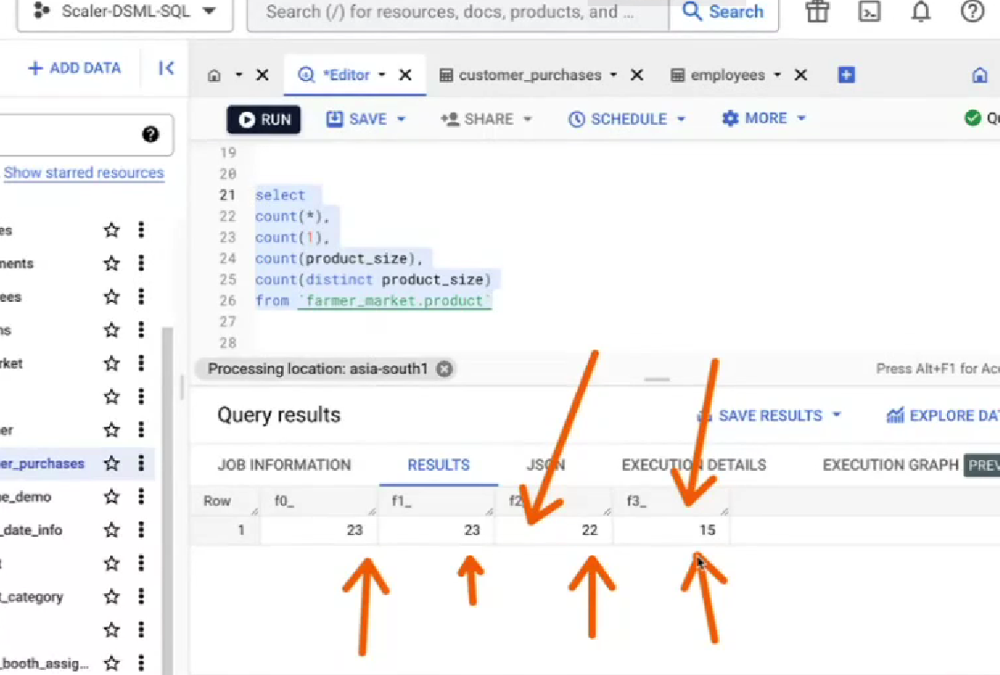 Scaler-DSML-SQL Search (/) for resources, docs, products, and ... Search
+ ADD DATA *Editor customer_purchases employees
RUN SAVE SHARE SCHEDULE MORE
Show starred resources
19
20
21 select
22 count(*),
23 count(1),
24 count(product_size),
25 count(distinct product_size)
26 from `farmer_market.product`
27
28
Processing location: asia-south1 Press Alt+F1 for Acc
Query results SAVE RESULTS EXPLORE DAT
JOB INFORMATION RESULTS JSON EXECUTION DETAILS EXECUTION GRAPH PREV
Row f0_ f1_ f2_ f3_
1 23 23 22 15
es
nents
ees
ns
rket
er
er_purchases
ne_demo
_date_info
t
t_category
_booth_assig...